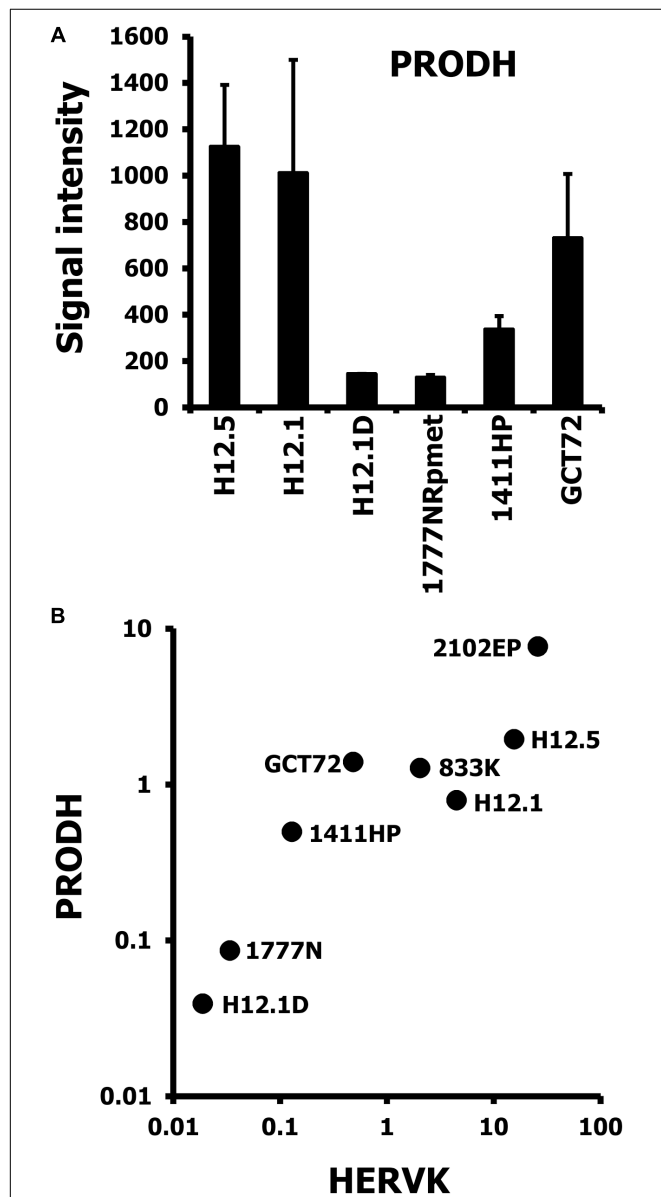 A
PRODH
Signal intensity
1600
1400
1200
1000
800
600
400
200
0
H12.5
H12.1
H12.1D
1777NRpmet
1411HP
GCT72
B
PRODH
10
1
0.1
0.01
2102EP
H12.5
GCT72
833K
H12.1
1411HP
1777N
H12.1D
0.01
0.1
1
10
100
HERVK